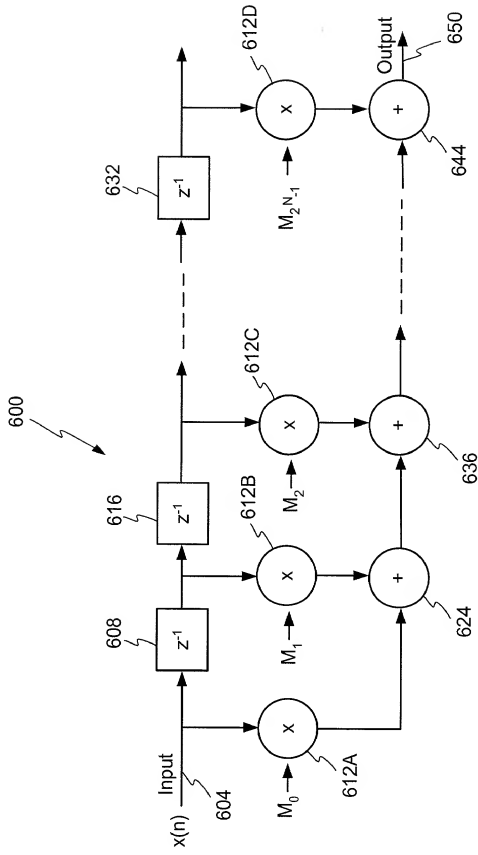 600
x(n)
Input
604
608
z⁻¹
616
z⁻¹
632
z⁻¹
M₀
x
612A
M₁
x
612B
M₂
x
612C
M₂ᴺ₋₁
x
612D
+
624
+
636
+
644
Output
650